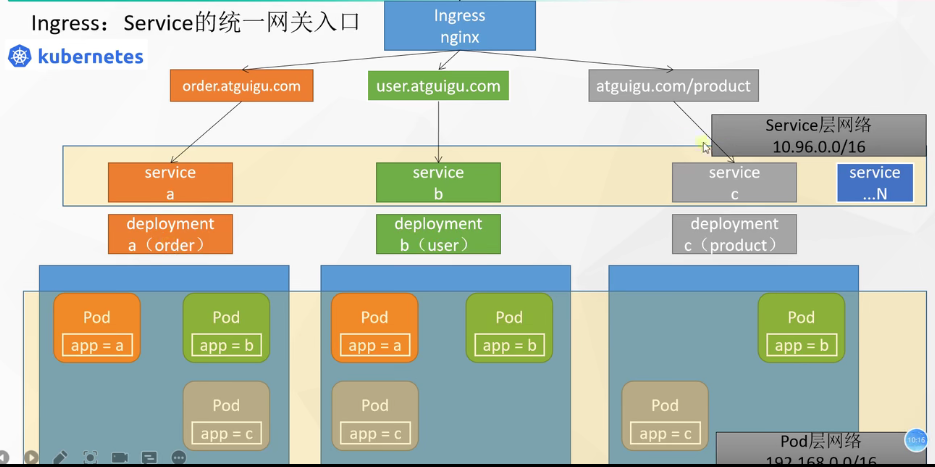 Ingress：Service的统一网关入口
kubernetes
Ingress
nginx
order.atguigu.com
user.atguigu.com
atguigu.com/product
Service层网络
10.96.0.0/16
service
a
service
b
service
c
service
...N
deployment
a（order）
deployment
b（user）
deployment
c（product）
Pod
app = a
Pod
app = b
Pod
app = a
Pod
app = b
Pod
app = b
Pod
app = c
Pod
app = c
Pod
app = c
Pod层网络
192.168.0.0/16
10:16